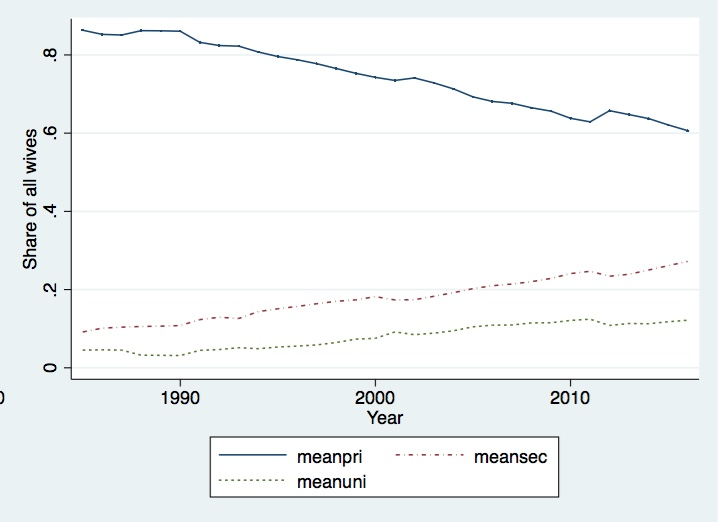 Share of all wives
.8
.6
.4
.2
0
0
1990 2000 2010
Year
meanpri meansec
meanuni